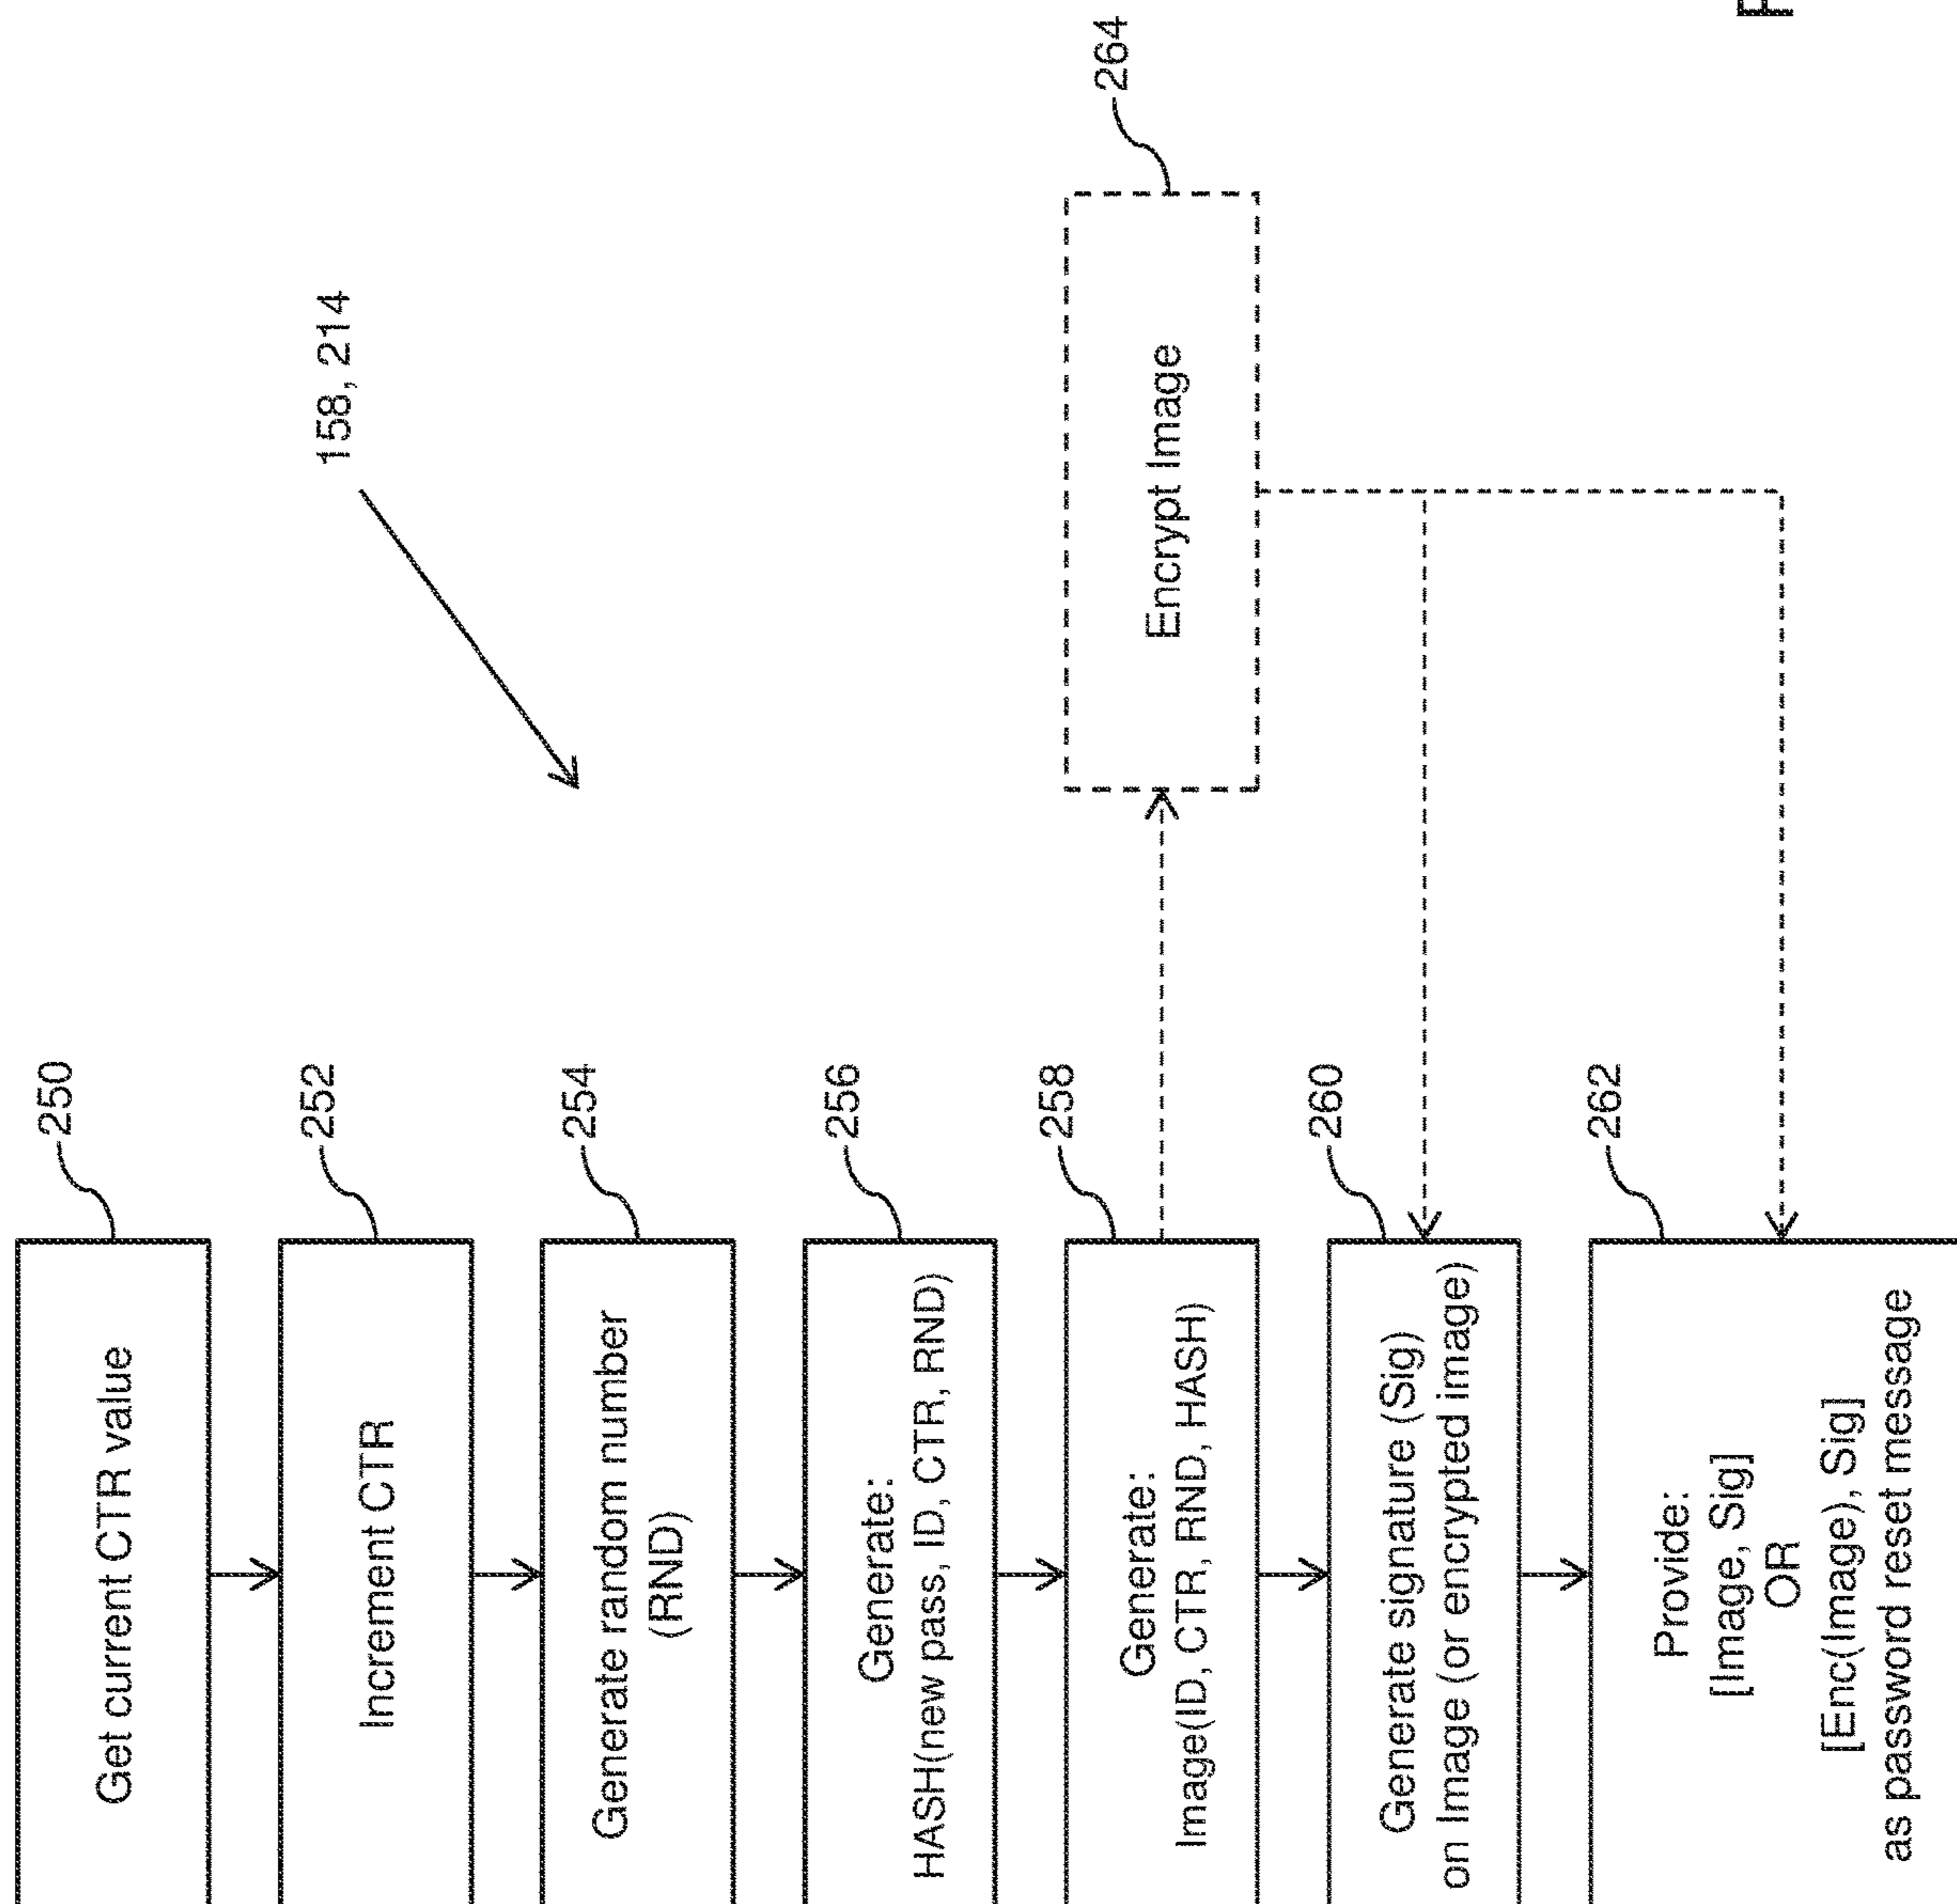 158, 214
250
Get current CTR value
252
Increment CTR
254
Generate random number
(RND)
256
Generate:
HASH(new pass, ID, CTR, RND)
258
Generate:
Image(ID, CTR, RND, HASH)
264
Encrypt Image
260
Generate signature (Sig)
on Image (or encrypted image)
262
Provide:
[Image, Sig]
OR
[Enc(Image), Sig]
as password reset message